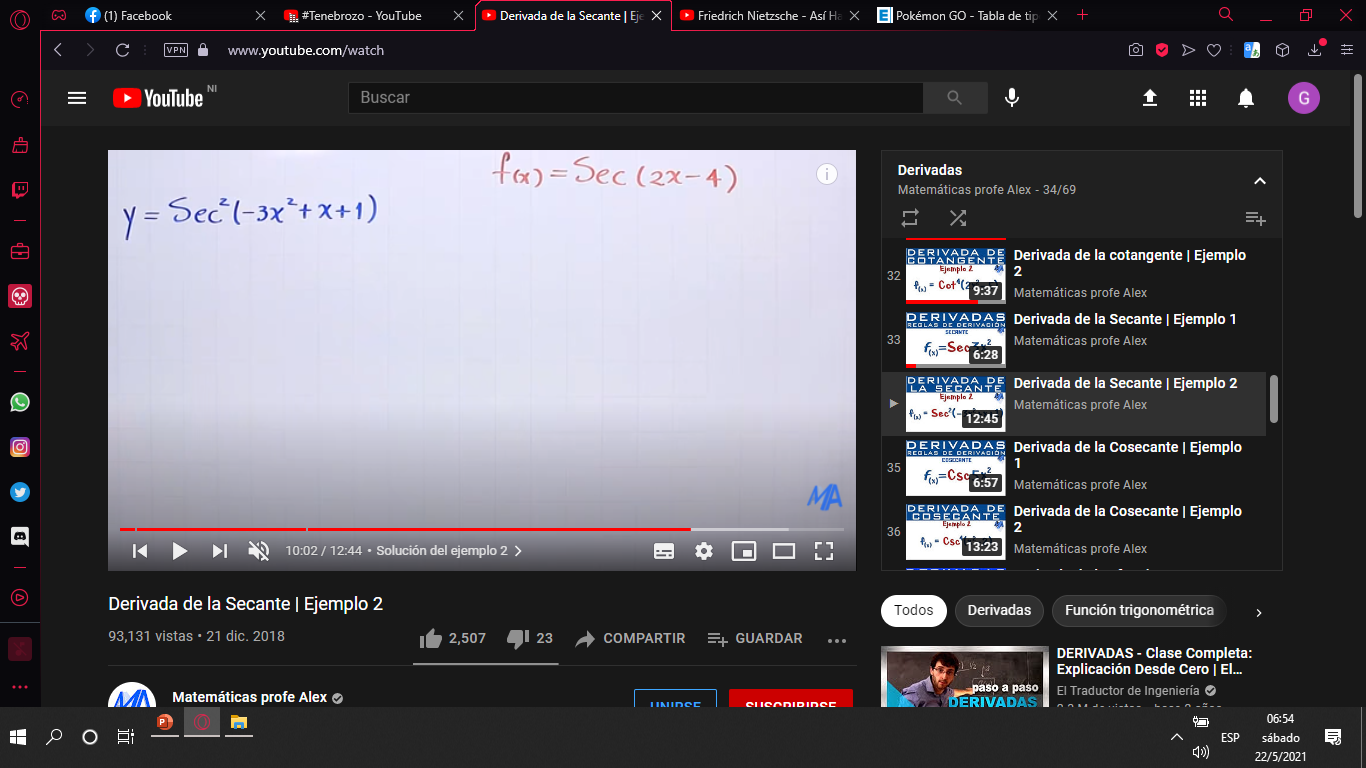 (1) Facebook
#Tenebrozo - YouTube
Derivada de la Secante | Eje
Friedrich Nietzsche - Así Ha
Pokémon GO - Tabla de tip
VPN
www.youtube.com/watch
YouTube NI
Buscar
G
f(x) = Sec (2x-4)
y = Sec²(-3x²+x+1)
MA
10:02 / 12:44 • Solución del ejemplo 2
Derivada de la Secante | Ejemplo 2
93,131 vistas • 21 dic. 2018
2,507
23
COMPARTIR
GUARDAR
Matemáticas profe Alex
UNIRSE
SUSCRIBIRSE
Derivadas
Matemáticas profe Alex - 34/69
32
DERIVADA DE
COTANGENTE
Ejemplo 2
9:37
Derivada de la cotangente | Ejemplo
2
Matemáticas profe Alex
33
DERIVADAS
REGLAS DE DERIVACIÓN
SECANTE
6:28
Derivada de la Secante | Ejemplo 1
Matemáticas profe Alex
DERIVADA DE
LA SECANTE
Ejemplo 2
12:45
Derivada de la Secante | Ejemplo 2
Matemáticas profe Alex
35
DERIVADAS
REGLAS DE DERIVACIÓN
COSECANTE
6:57
Derivada de la Cosecante | Ejemplo
1
Matemáticas profe Alex
36
DERIVADA DE
COSECANTE
Ejemplo 2
13:23
Derivada de la Cosecante | Ejemplo
2
Matemáticas profe Alex
Todos
Derivadas
Función trigonométrica
paso a paso
DERIVADAS
DERIVADAS - Clase Completa:
Explicación Desde Cero | El...
El Traductor de Ingeniería
ESP
06:54
sábado
22/5/2021